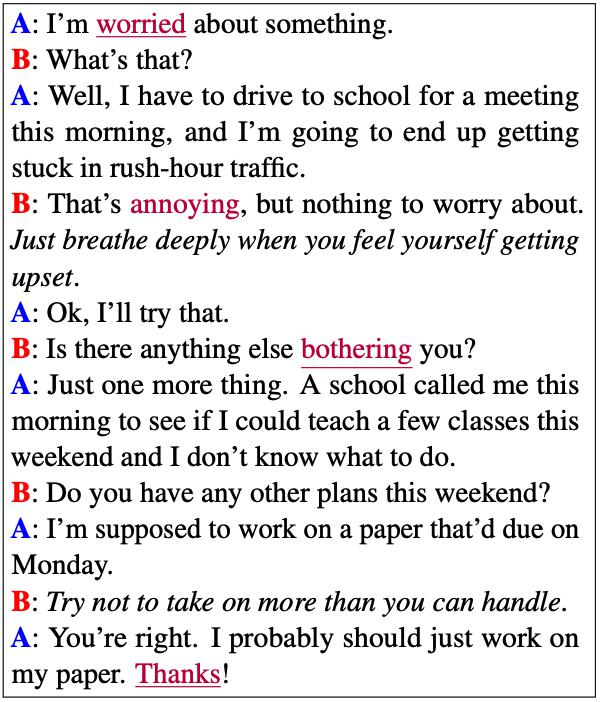 A: I'm worried about something.
B: What's that?
A: Well, I have to drive to school for a meeting
this morning, and I'm going to end up getting
stuck in rush-hour traffic.
B: That's annoying, but nothing to worry about.
Just breathe deeply when you feel yourself getting
upset.
A: Ok, I'll try that.
B: Is there anything else bothering you?
A: Just one more thing. A school called me this
morning to see if I could teach a few classes this
weekend and I don't know what to do.
B: Do you have any other plans this weekend?
A: I'm supposed to work on a paper that'd due on
Monday.
B: Try not to take on more than you can handle.
A: You're right. I probably should just work on
my paper. Thanks!